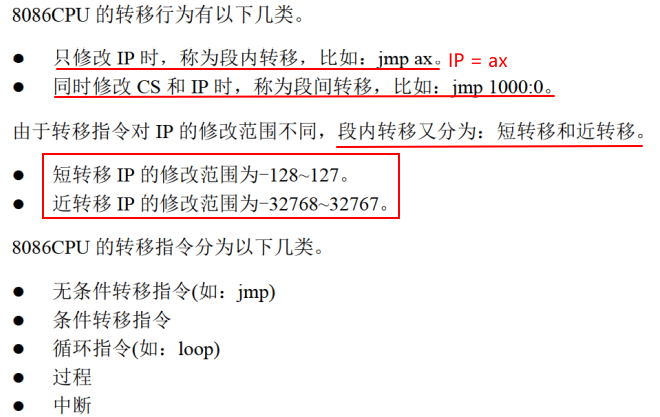 8086CPU 的转移行为有以下几类。
● 只修改 IP 时，称为段内转移，比如：jmp ax。IP = ax
● 同时修改 CS 和 IP 时，称为段间转移，比如：jmp 1000:0。
由于转移指令对 IP 的修改范围不同，段内转移又分为：短转移和近转移。
● 短转移 IP 的修改范围为−128~127。
● 近转移 IP 的修改范围为−32768~32767。
8086CPU 的转移指令分为以下几类。
● 无条件转移指令(如：jmp)
● 条件转移指令
● 循环指令(如：loop)
● 过程
● 中断